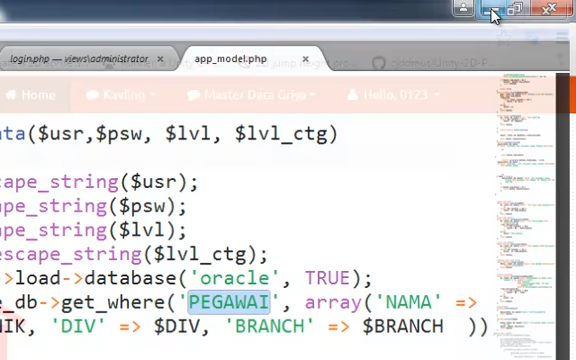 login.php — views\administrator × app_model.php ×
Home Kavling Master Data Griya Hello, 0123
ata($usr,$psw, $lvl, $lvl_ctg)
cape_string($usr);
ape_string($psw);
ape_string($lvl);
escape_string($lvl_ctg);
>load->database('oracle', TRUE);
e_db->get_where('PEGAWAI', array('NAMA' =>
NIK, 'DIV' => $DIV, 'BRANCH' => $BRANCH ))